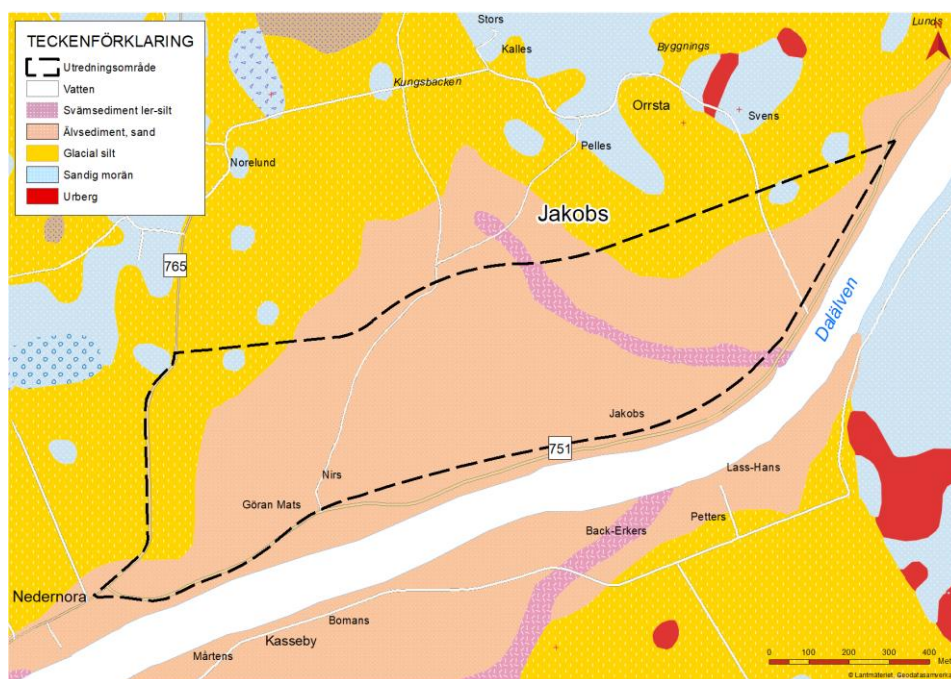 TECKENFÖRKLARING
Utredningsområde
Vatten
Svämsediment ler-silt
Älvsediment, sand
Glacial silt
Sandig morän
Urberg
Stors
Kalles
Kungsbacken
Byggnings
Lunds
Orrsta
Svens
Pelles
Norelund
Jakobs
765
Dalälven
Jakobs
751
Nirs
Göran Mats
Lass-Hans
Petters
Back-Erkers
Nedernora
Bomans
Kasseby
Mårtens
0 100 200 300 400
Met
© Lantmäteriet, Geodatasamver